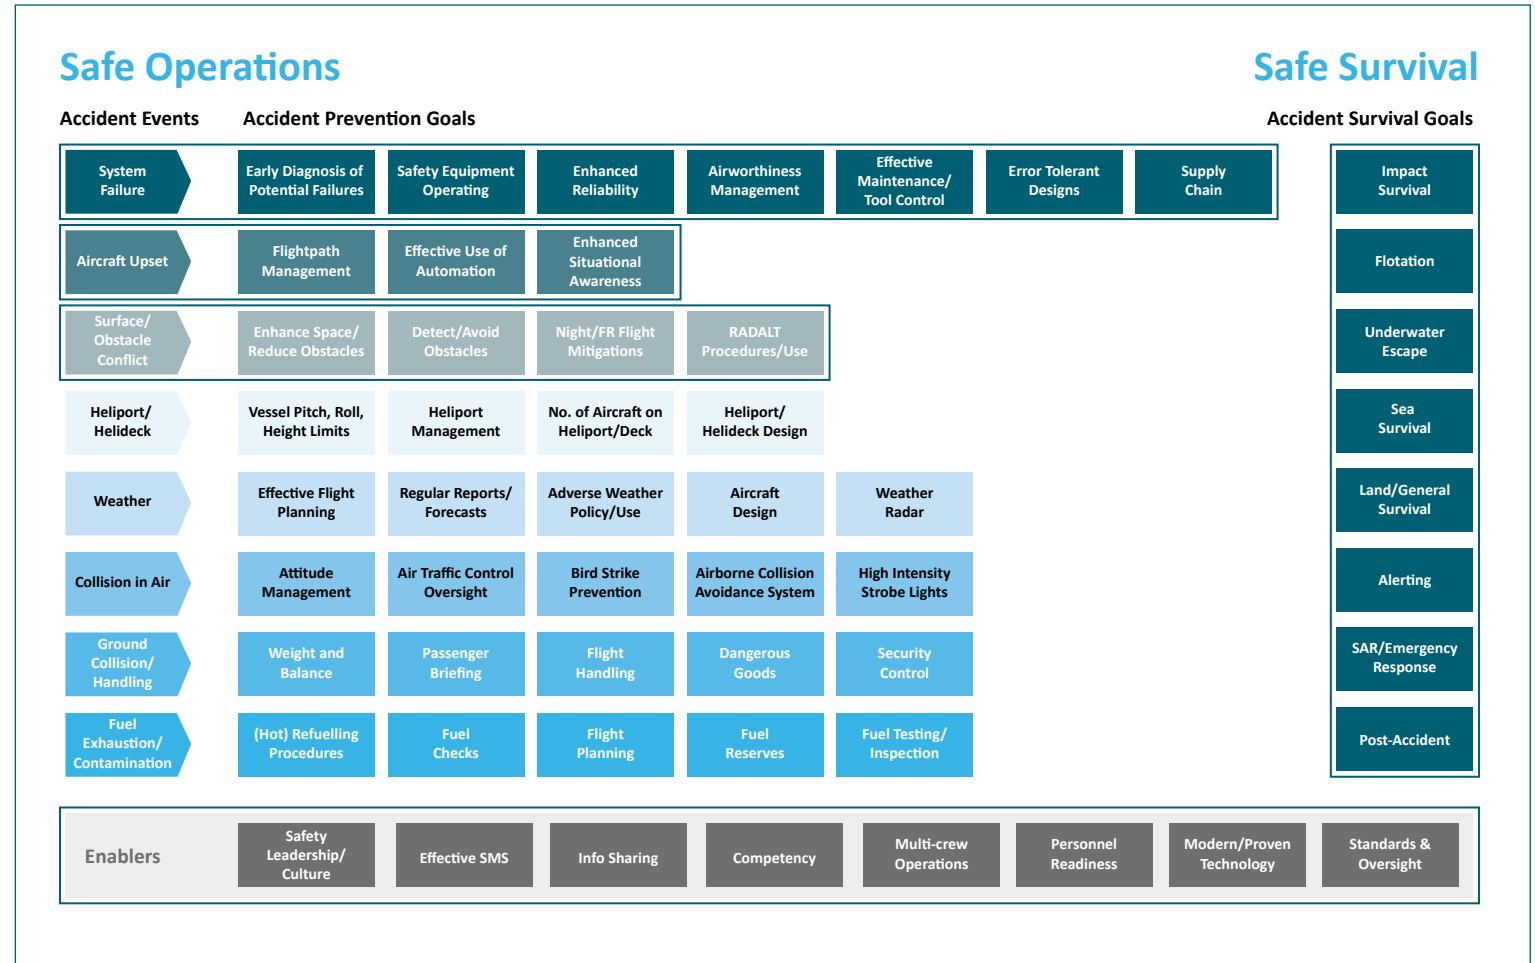 Safe Operations
Safe Survival
Accident Events
Accident Prevention Goals
Accident Survival Goals
System
Failure
Early Diagnosis of
Potential Failures
Safety Equipment
Operating
Enhanced
Reliability
Airworthiness
Management
Effective
Maintenance/
Tool Control
Error Tolerant
Designs
Supply
Chain
Impact
Survival
Aircraft Upset
Flightpath
Management
Effective Use of
Automation
Enhanced
Situational
Awareness
Flotation
Surface/
Obstacle
Conflict
Enhance Space/
Reduce Obstacles
Detect/Avoid
Obstacles
Night/FR Flight
Mitigations
RADALT
Procedures/Use
Underwater
Escape
Heliport/
Helideck
Vessel Pitch, Roll,
Height Limits
Heliport
Management
No. of Aircraft on
Heliport/Deck
Heliport/
Helideck Design
Sea
Survival
Weather
Effective Flight
Planning
Regular Reports/
Forecasts
Adverse Weather
Policy/Use
Aircraft
Design
Weather
Radar
Land/General
Survival
Collision in Air
Attitude
Management
Air Traffic Control
Oversight
Bird Strike
Prevention
Airborne Collision
Avoidance System
High Intensity
Strobe Lights
Alerting
Ground
Collision/
Handling
Weight and
Balance
Passenger
Briefing
Flight
Handling
Dangerous
Goods
Security
Control
SAR/Emergency
Response
Fuel
Exhaustion/
Contamination
(Hot) Refuelling
Procedures
Fuel
Checks
Flight
Planning
Fuel
Reserves
Fuel Testing/
Inspection
Post-Accident
Enablers
Safety
Leadership/
Culture
Effective SMS
Info Sharing
Competency
Multi-crew
Operations
Personnel
Readiness
Modern/Proven
Technology
Standards &
Oversight